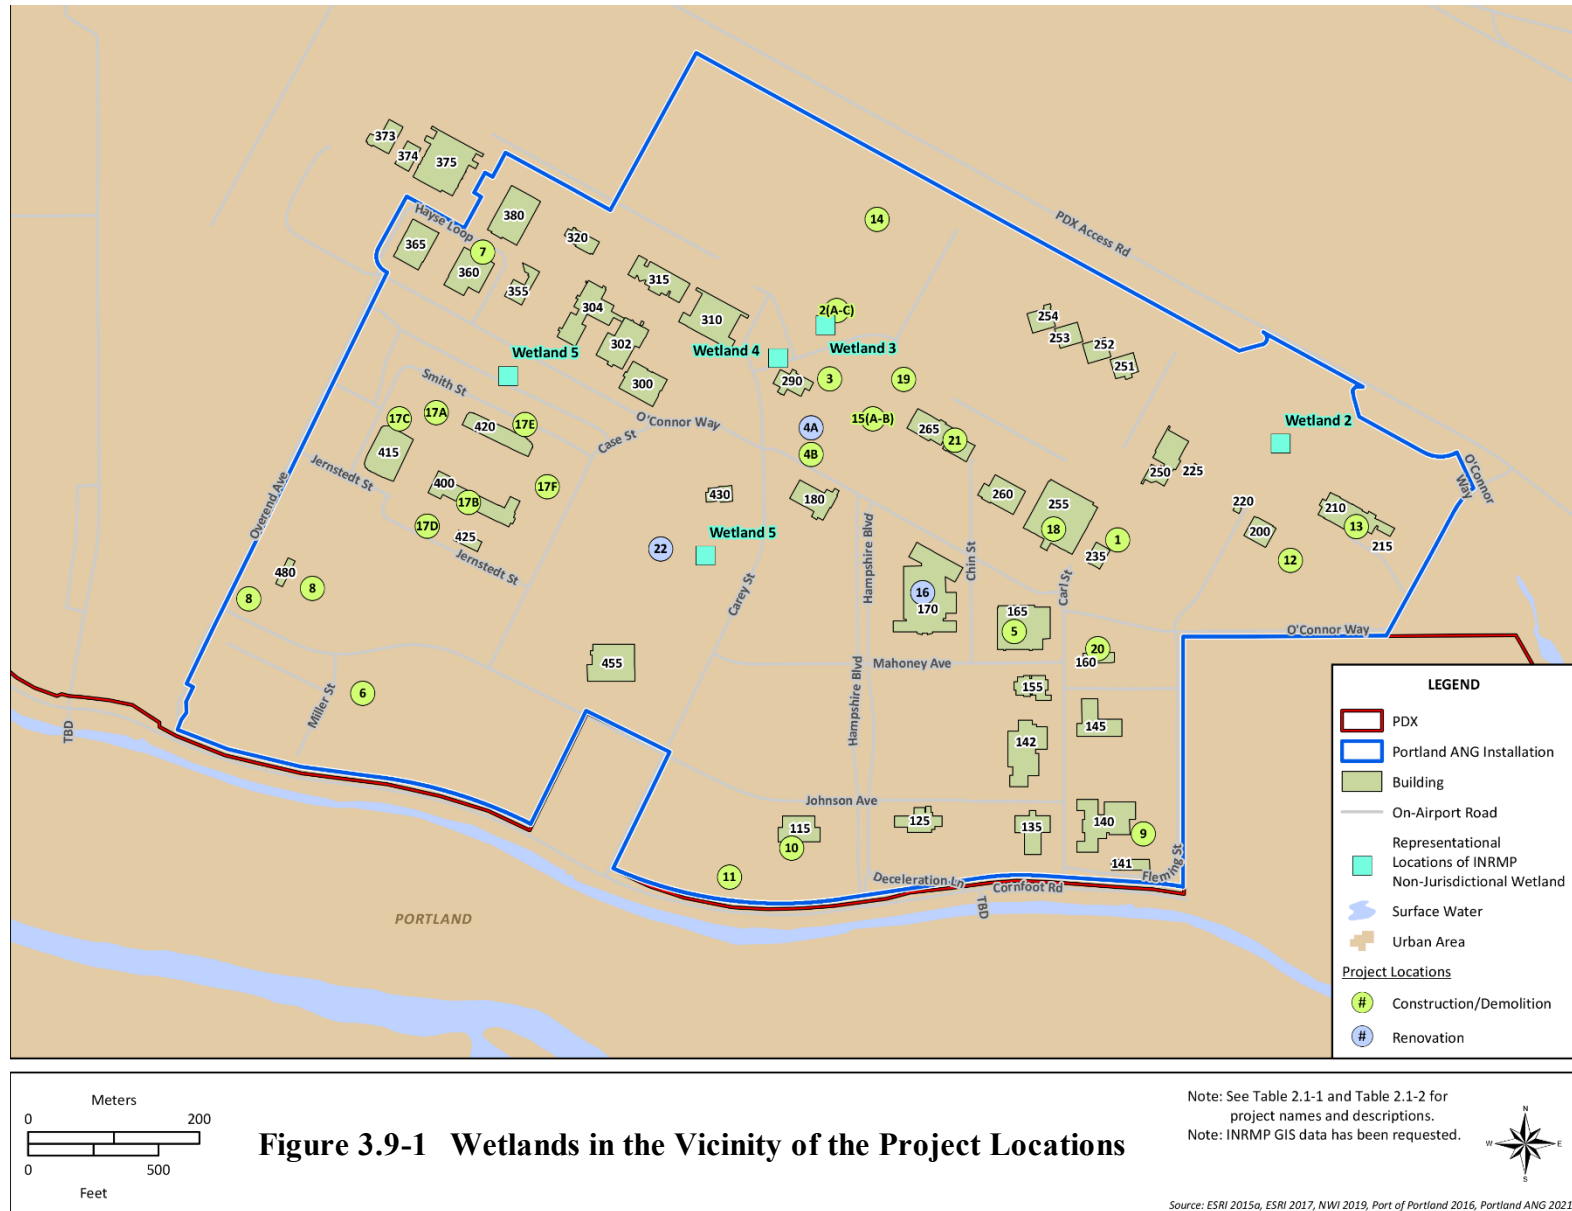 373
374
375
Hayse Loop
380
365
7
360
355
320
14
PDX Access Rd
315
304
310
302
300
2(A-C)
Wetland 3
Wetland 4
Wetland 5
290
3
19
254
253
252
251
Smith St
17C
17A
17E
420
415
O'Connor Way
Case St
4A
4B
15(A-B)
265
21
Wetland 2
O'Connor
Way
Jernstedt St
400
17B
17F
17D
425
Jernstedt St
430
180
260
255
18
250
225
220
200
210
13
215
12
1
235
Overend Ave
480
8
8
22
Wetland 5
Carey St
Hampshire Blvd
Chin St
Carl St
16
170
165
5
20
160
O'Connor Way
455
Mahoney Ave
Hampshire Blvd
155
145
142
6
Miller St
TBD
Johnson Ave
115
10
125
135
140
9
141
Fleming St
11
Deceleration Ln
Cornfoot Rd
TBD
PORTLAND
LEGEND
PDX
Portland ANG Installation
Building
On-Airport Road
Representational
Locations of INRMP
Non-Jurisdictional Wetland
Surface Water
Urban Area
Project Locations
# Construction/Demolition
# Renovation
Meters
0 200
0 500
Feet
Figure 3.9-1 Wetlands in the Vicinity of the Project Locations
Note: See Table 2.1-1 and Table 2.1-2 for
project names and descriptions.
Note: INRMP GIS data has been requested.
N
W E
S
Source: ESRI 2015a, ESRI 2017, NWI 2019, Port of Portland 2016, Portland ANG 2021